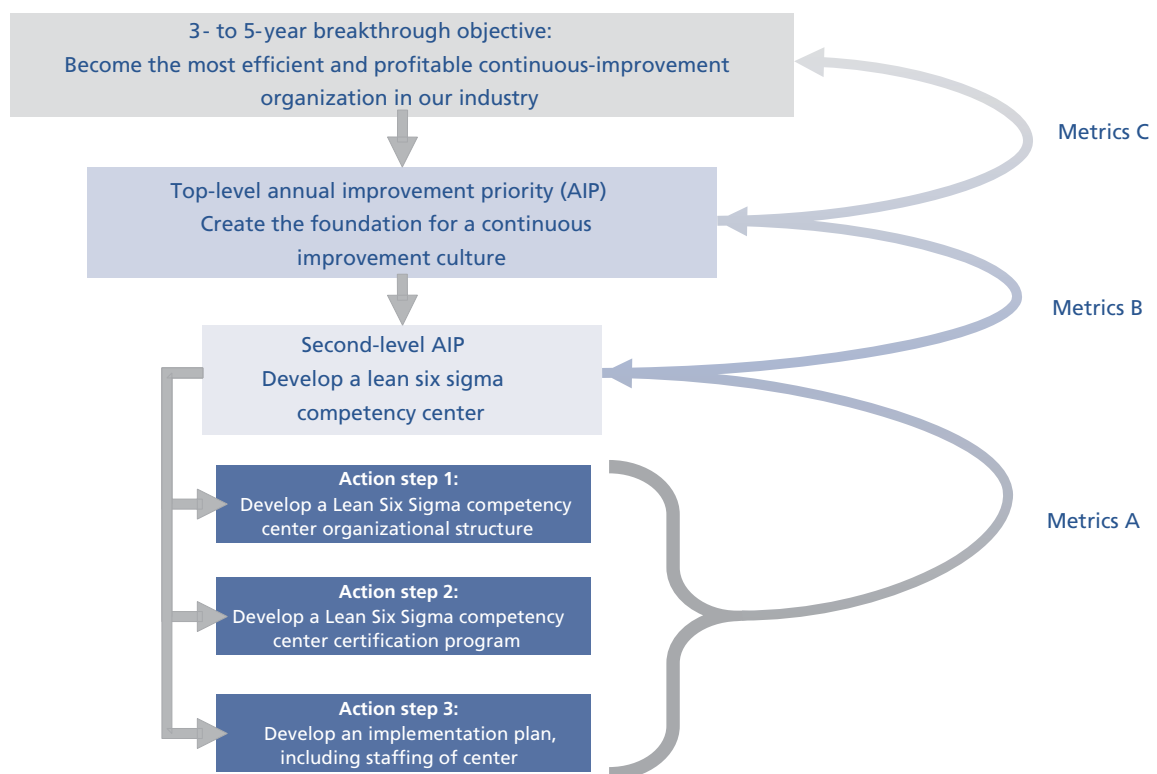 3- to 5-year breakthrough objective:
Become the most efficient and profitable continuous-improvement
organization in our industry
Metrics C
Top-level annual improvement priority (AIP)
Create the foundation for a continuous
improvement culture
Metrics B
Second-level AIP
Develop a lean six sigma
competency center
Action step 1:
Develop a Lean Six Sigma competency
center organizational structure
Metrics A
Action step 2:
Develop a Lean Six Sigma competency
center certification program
Action step 3:
Develop an implementation plan,
including staffing of center